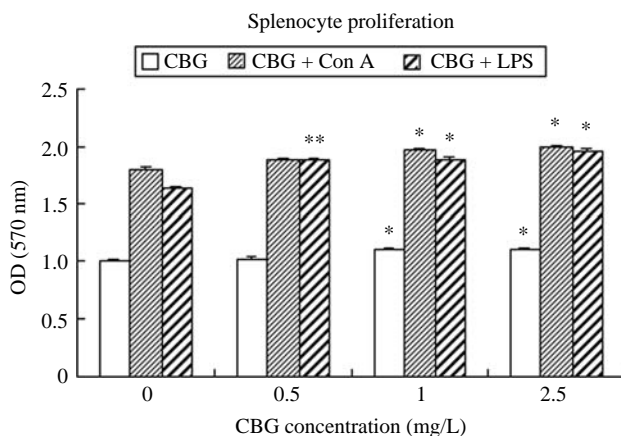 Splenocyte proliferation
CBG CBG + Con A CBG + LPS
2.5
2.0
1.5
1.0
0.5
0
OD (570 nm)
** * * * *
* *
0 0.5 1 2.5
CBG concentration (mg/L)